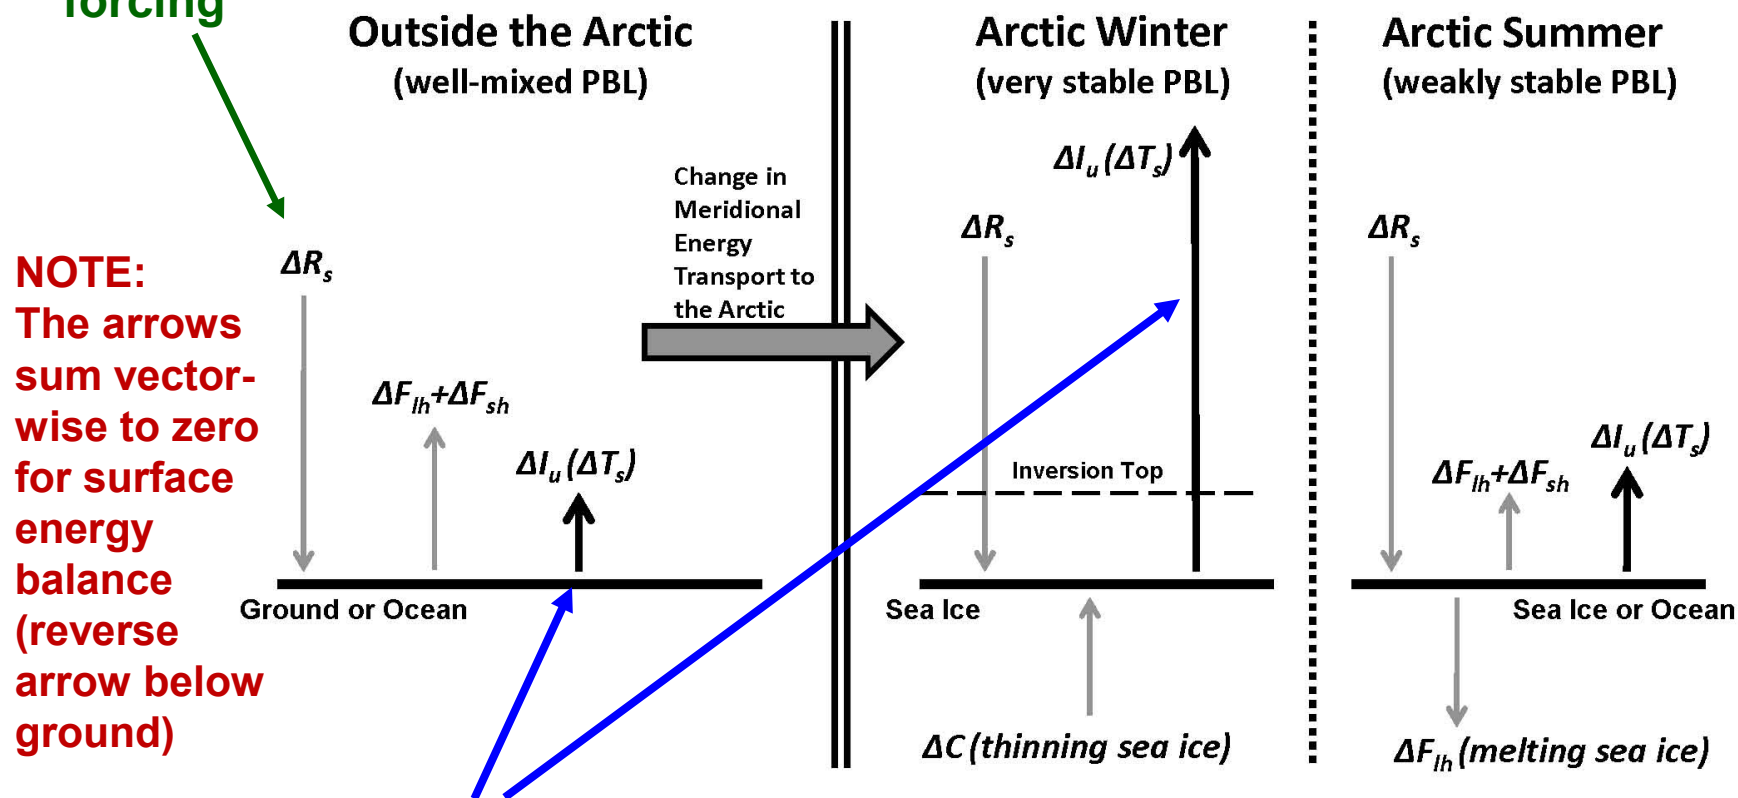 forcing
Outside the Arctic
(well-mixed PBL)
Arctic Winter
(very stable PBL)
Arctic Summer
(weakly stable PBL)
NOTE:
The arrows
sum vector-
wise to zero
for surface
energy
balance
(reverse
arrow below
ground)
ΔRₛ
ΔFₗₕ+ΔFₛₕ
ΔIᵤ(ΔTₛ)
Ground or Ocean
Change in
Meridional
Energy
Transport to
the Arctic
ΔRₛ
ΔIᵤ(ΔTₛ)
Inversion Top
Sea Ice
ΔC (thinning sea ice)
ΔRₛ
ΔFₗₕ+ΔFₛₕ
ΔIᵤ(ΔTₛ)
Sea Ice or Ocean
ΔFₗₕ (melting sea ice)